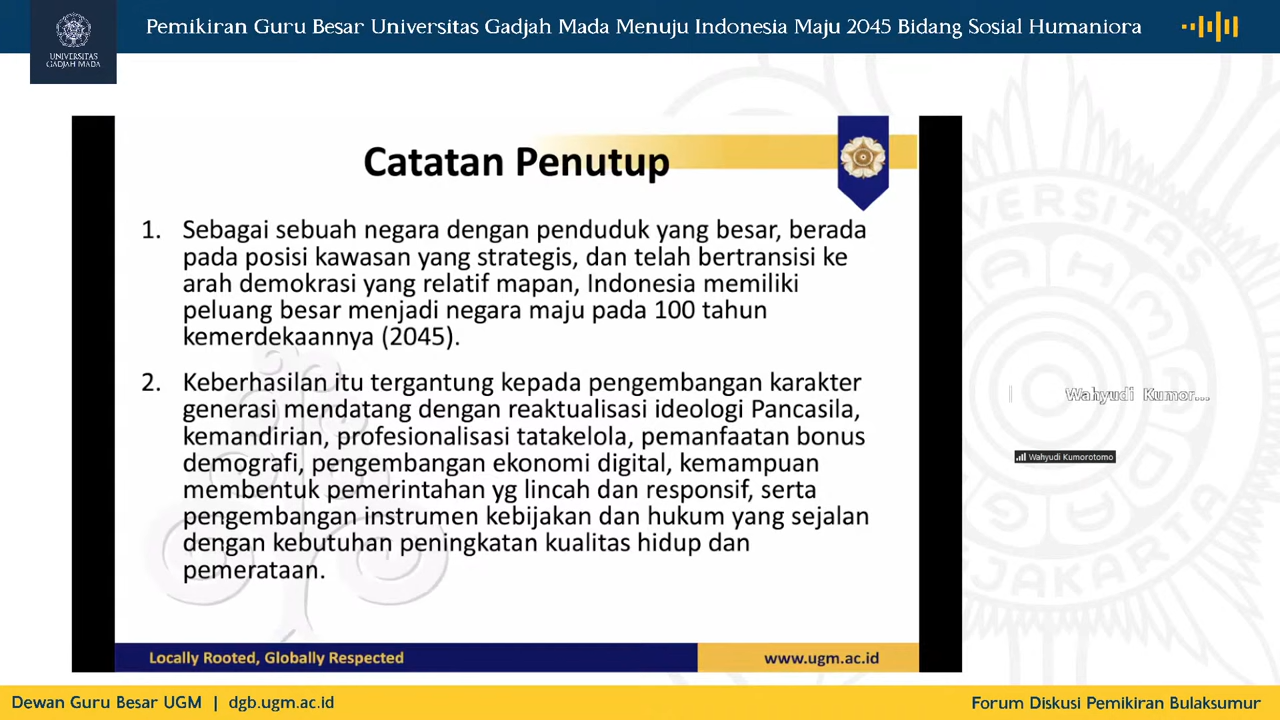 Pemikiran Guru Besar Universitas Gadjah Mada Menuju Indonesia Maju 2045 Bidang Sosial Humaniora
UNIVERSITAS
GADJAH MADA
Catatan Penutup
1. Sebagai sebuah negara dengan penduduk yang besar, berada
pada posisi kawasan yang strategis, dan telah bertransisi ke
arah demokrasi yang relatif mapan, Indonesia memiliki
peluang besar menjadi negara maju pada 100 tahun
kemerdekaannya (2045).
2. Keberhasilan itu tergantung kepada pengembangan karakter
generasi mendatang dengan reaktualisasi ideologi Pancasila,
kemandirian, profesionalisasi tatakelola, pemanfaatan bonus
demografi, pengembangan ekonomi digital, kemampuan
membentuk pemerintahan yg lincah dan responsif, serta
pengembangan instrumen kebijakan dan hukum yang sejalan
dengan kebutuhan peningkatan kualitas hidup dan
pemerataan.
Wahyudi Kumor...
Wahyudi Kumorotomo
Locally Rooted, Globally Respected
www.ugm.ac.id
Dewan Guru Besar UGM | dgb.ugm.ac.id
Forum Diskusi Pemikiran Bulaksumur